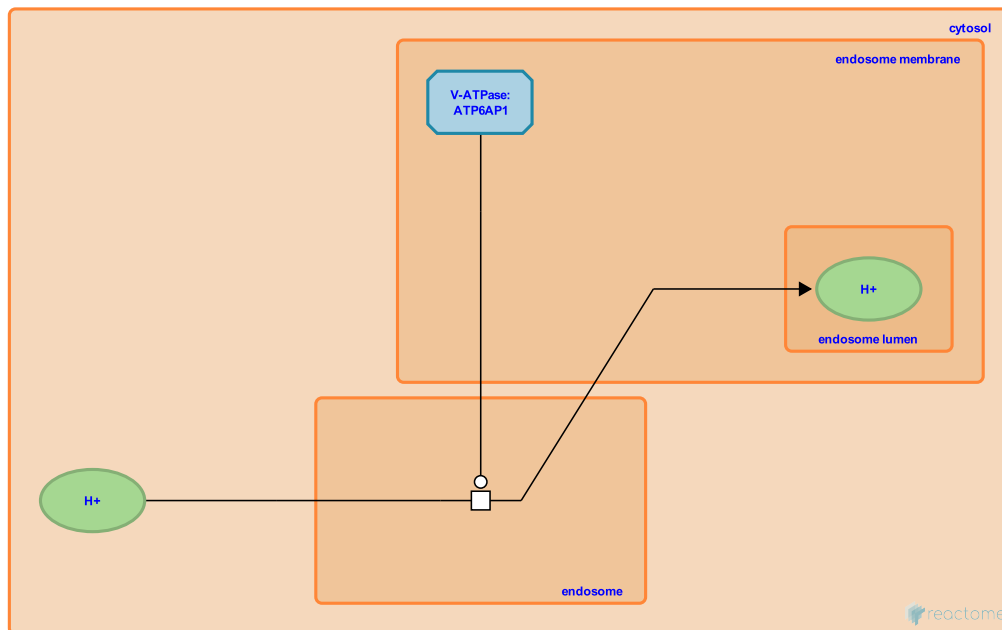 cytosol
endosome membrane
V-ATPase:
ATP6AP1
H+
endosome lumen
H+
endosome
reactome